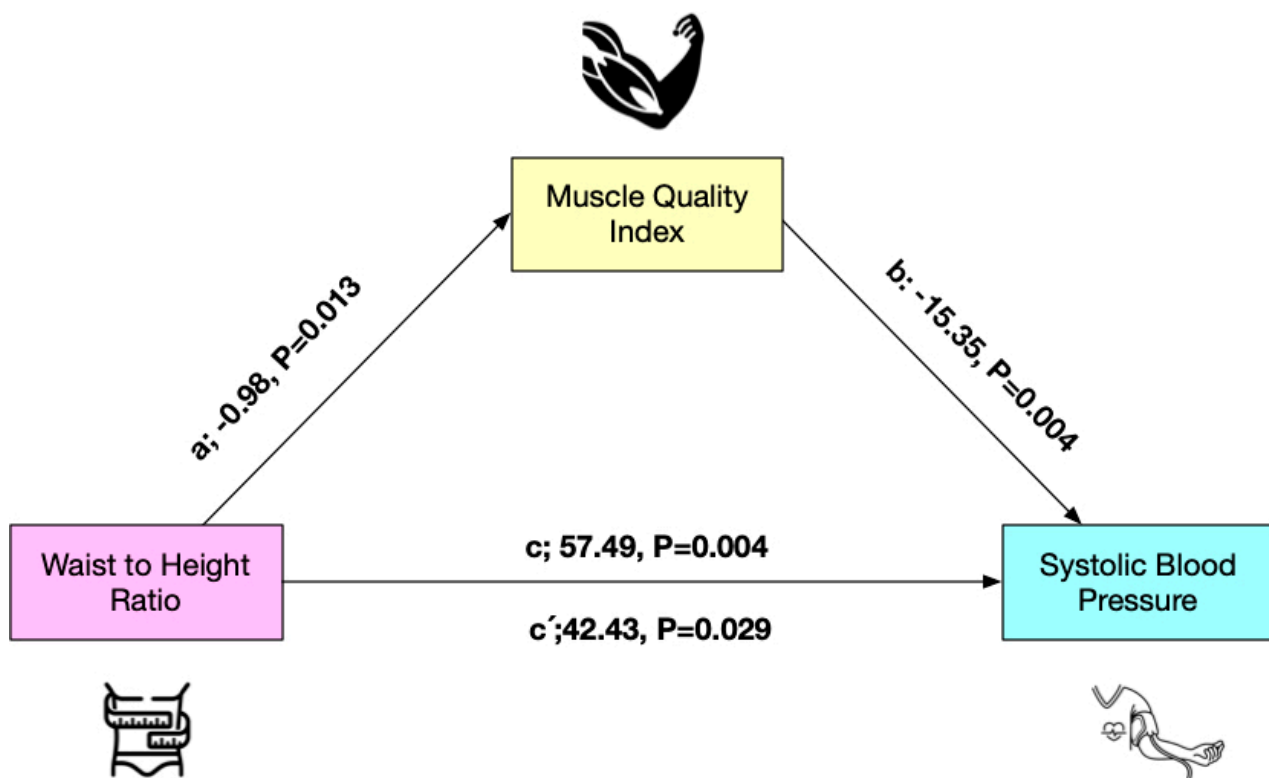 Muscle Quality
Index
a; -0.98, P=0.013
b: -15.35, P=0.004
Waist to Height
Ratio
c; 57.49, P=0.004
c´;42.43, P=0.029
Systolic Blood
Pressure